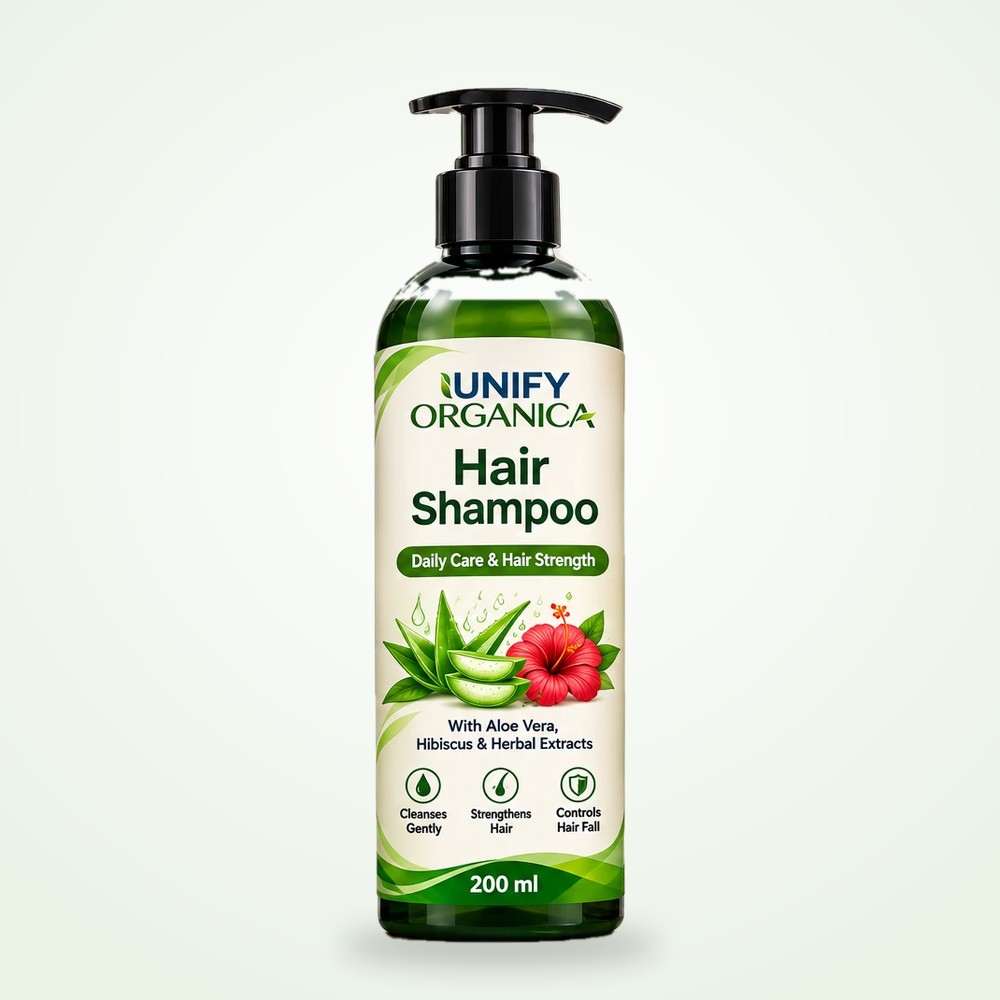 UNIFY
ORGANICA
Hair
Shampoo
Daily Care & Hair Strength
With Aloe Vera,
Hibiscus & Herbal Extracts
Cleanses
Gently
Strengthens
Hair
Controls
Hair Fall
200 ml